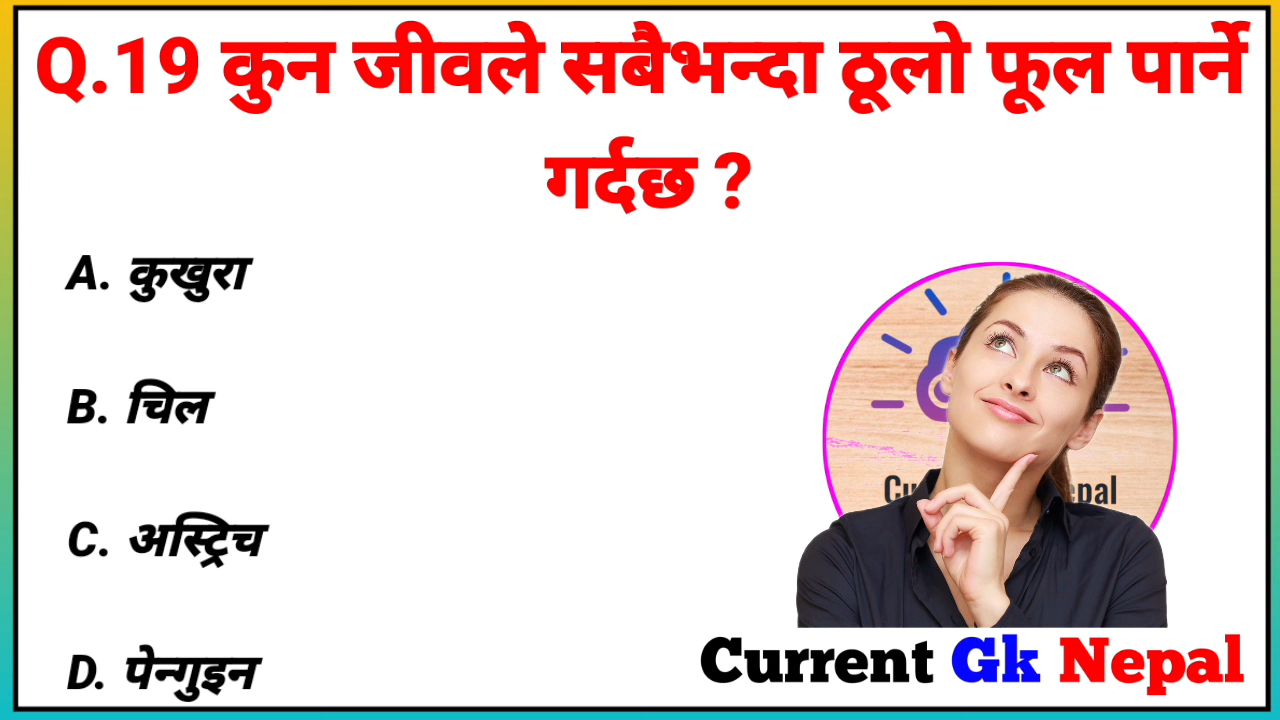 Q.19 कुन जीवले सबैभन्दा ठूलो फूल पार्ने
गर्दछ ?
A. कुखुरा
B. चिल
C. अस्ट्रिच
D. पेन्गुइन
Current Gk Nepal